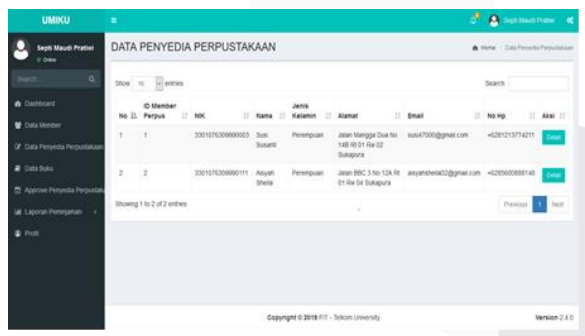 UMIKU
Septi Maudi Pratiwi
Septi Maudi Pratiwi
Online
DATA PENYEDIA PERPUSTAKAAN
Home
Data Penyedia Perpustakaan
Search...
Show 10 entries
Search:
Dashboard
Data Member
Data Penyedia Perpustakaan
Data Buku
Approve Penyedia Perpustaka
Laporan Peminjaman
Profil
No ID Member Perpus NIK Nama Jenis Kelamin Alamat Email No Hp Aksi
1 1 3301076309990003 Susi Susanti Perempuan Jalan Mangga Dua No 14B Rt 01 Rw 02 Sukapura susi47000@gmail.com +6281213774211 Detail
2 2 3301076309990111 Aisyah Sheila Perempuan Jalan BBC 3 No 12A Rt 01 Rw 04 Sukapura aisyahsheila02@gmail.com +6285600888148 Detail
Showing 1 to 2 of 2 entries
Previous 1 Next
Copyright © 2019 FIT - Telkom University
Version 2.4.0